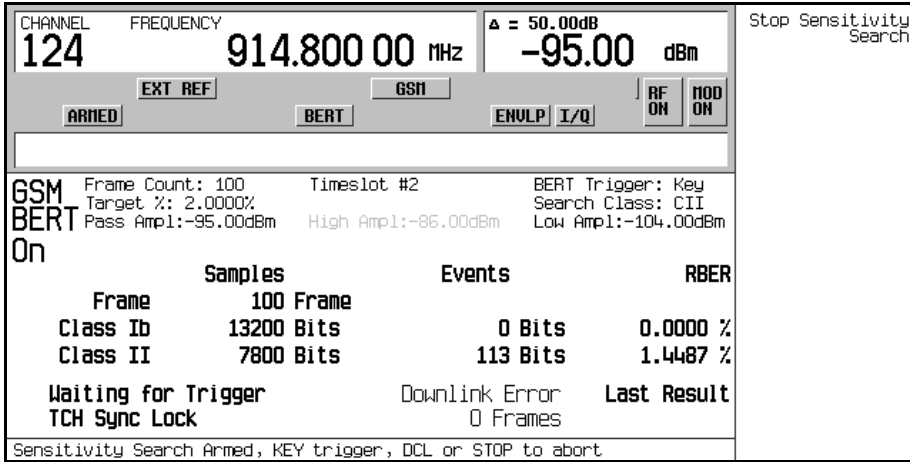 CHANNEL FREQUENCY Δ = 50.00dB
124 914.800 00 MHz -95.00 dBm
Stop Sensitivity
Search
EXT REF GSM RF ON MOD ON
ARMED BERT ENVLP I/Q
GSM BERT On
Frame Count: 100 Timeslot #2 BERT Trigger: Key
Target %: 2.0000% Search Class: CII
Pass Ampl:-95.00dBm High Ampl:-86.00dBm Low Ampl:-104.00dBm
Samples Events RBER
Frame 100 Frame
Class Ib 13200 Bits 0 Bits 0.0000 %
Class II 7800 Bits 113 Bits 1.4487 %
Waiting for Trigger Downlink Error Last Result
TCH Sync Lock 0 Frames
Sensitivity Search Armed, KEY trigger, DCL or STOP to abort